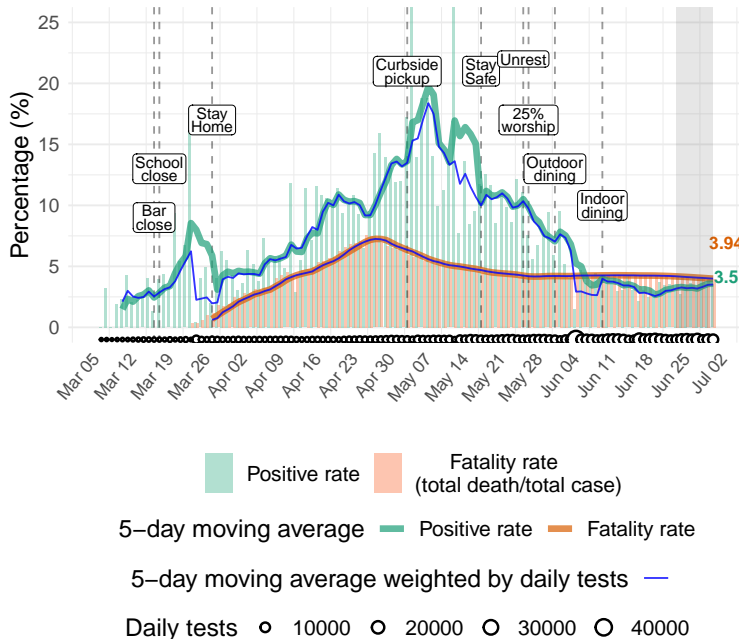 Percentage (%)
25
20
15
10
5
0
Curbside
pickup
Stay
Safe
Unrest
Stay
Home
25%
worship
School
close
Outdoor
dining
Bar
close
Indoor
dining
3.94
3.5
Mar 05
Mar 12
Mar 19
Mar 26
Apr 02
Apr 09
Apr 16
Apr 23
Apr 30
May 07
May 14
May 21
May 28
Jun 04
Jun 11
Jun 18
Jun 25
Jul 02
Positive rate
Fatality rate
(total death/total case)
5−day moving average
Positive rate
Fatality rate
5−day moving average weighted by daily tests
Daily tests
10000
20000
30000
40000